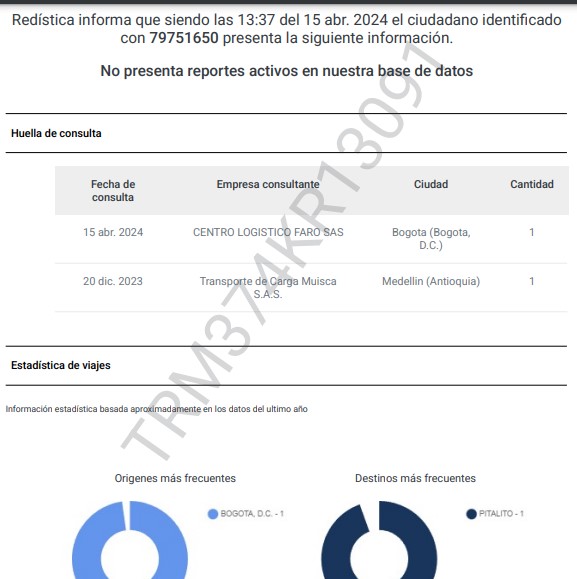 Redística informa que siendo las 13:37 del 15 abr. 2024 el ciudadano identificado
con 79751650 presenta la siguiente información.
No presenta reportes activos en nuestra base de datos
Huella de consulta
Fecha de
consulta
Empresa consultante
Ciudad
Cantidad
15 abr. 2024
CENTRO LOGISTICO FARO SAS
Bogota (Bogota,
D.C.)
1
20 dic. 2023
Transporte de Carga Muisca
S.A.S.
Medellin (Antioquia)
1
Estadística de viajes
Información estadística basada aproximadamente en los datos del ultimo año
Origenes más frecuentes
Destinos más frecuentes
BOGOTA, D.C. - 1
PITALITO - 1
TRM374KR13091